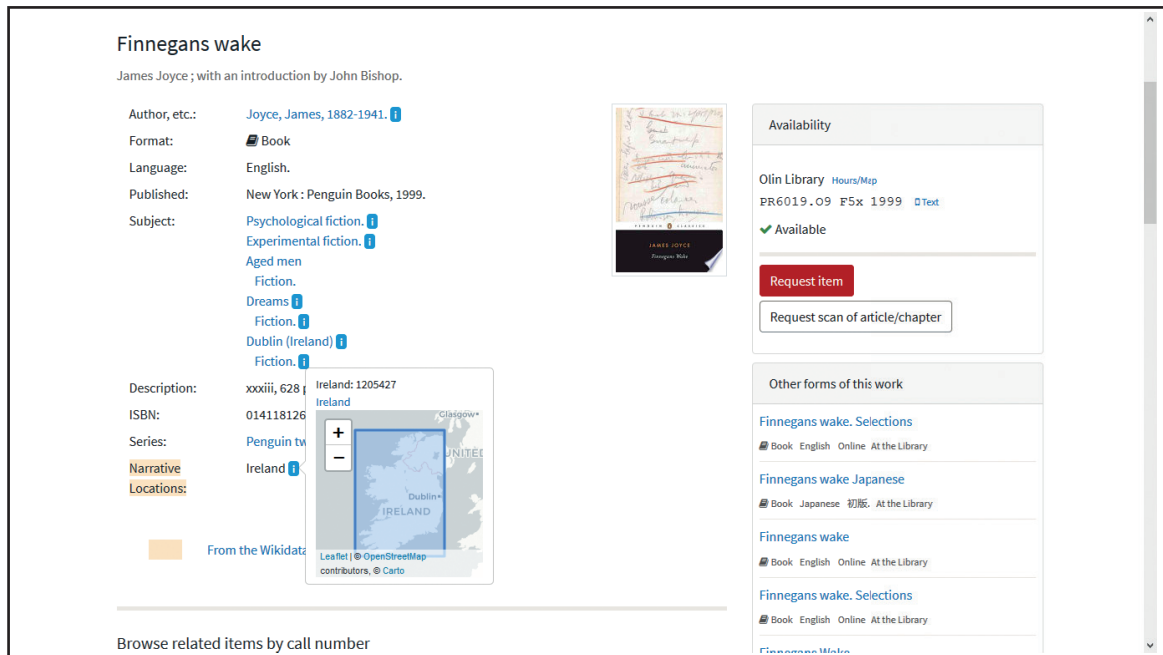 Finnegans wake
James Joyce ; with an introduction by John Bishop.
Author, etc.: Joyce, James, 1882-1941. i
Format: Book
Language: English.
Published: New York : Penguin Books, 1999.
Subject: Psychological fiction. i
Experimental fiction. i
Aged men
Fiction.
Dreams i
Fiction. i
Dublin (Ireland) i
Fiction. i
Description: xxxiii, 628
ISBN: 014118126
Series: Penguin tw
Narrative Locations: Ireland i
From the Wikidata
Ireland: 1205427
Ireland
+
−
Glasgow
UNITED
Dublin
IRELAND
Leaflet | © OpenStreetMap
contributors, © Carto
PENGUIN CLASSICS
JAMES JOYCE
Finnegans Wake
Availability
Olin Library Hours/Map
PR6019.O9 F5x 1999 Text
Available
Request item
Request scan of article/chapter
Other forms of this work
Finnegans wake. Selections
Book English Online At the Library
Finnegans wake Japanese
Book Japanese 初版. At the Library
Finnegans wake
Book English Online At the Library
Finnegans wake. Selections
Book English Online At the Library
Finnegans Wake
Browse related items by call number